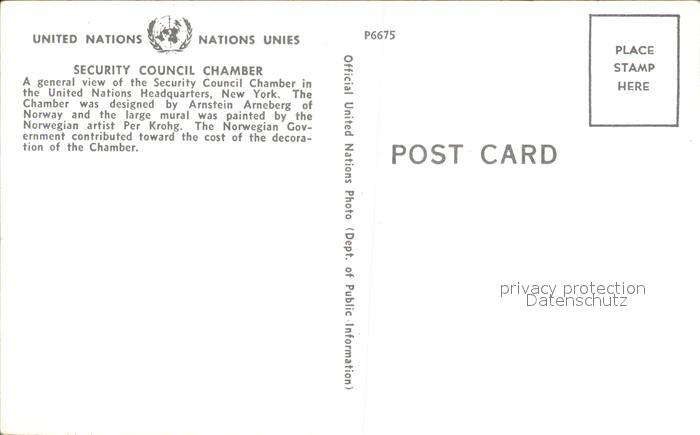 UNITED NATIONS NATIONS UNIES
SECURITY COUNCIL CHAMBER
A general view of the Security Council Chamber in
the United Nations Headquarters, New York. The
Chamber was designed by Arnstein Arneberg of
Norway and the large mural was painted by the
Norwegian artist Per Krohg. The Norwegian Gov-
ernment contributed toward the cost of the decora-
tion of the Chamber.
Official United Nations Photo (Dept. of Public Information)
P6675
PLACE
STAMP
HERE
POST CARD
privacy protection
Datenschutz